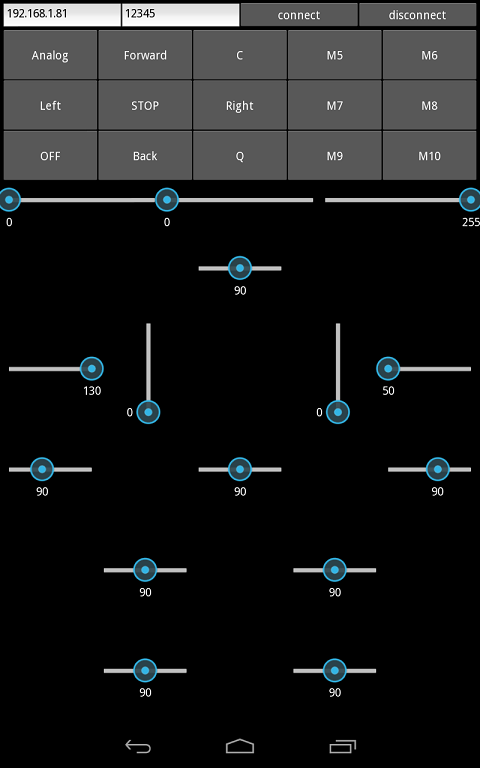 192.168.1.81 12345 connect disconnect
Analog Forward C M5 M6
Left STOP Right M7 M8
OFF Back Q M9 M10
0 0 255
90
130 50
0 0
90 90 90
90 90
90 90